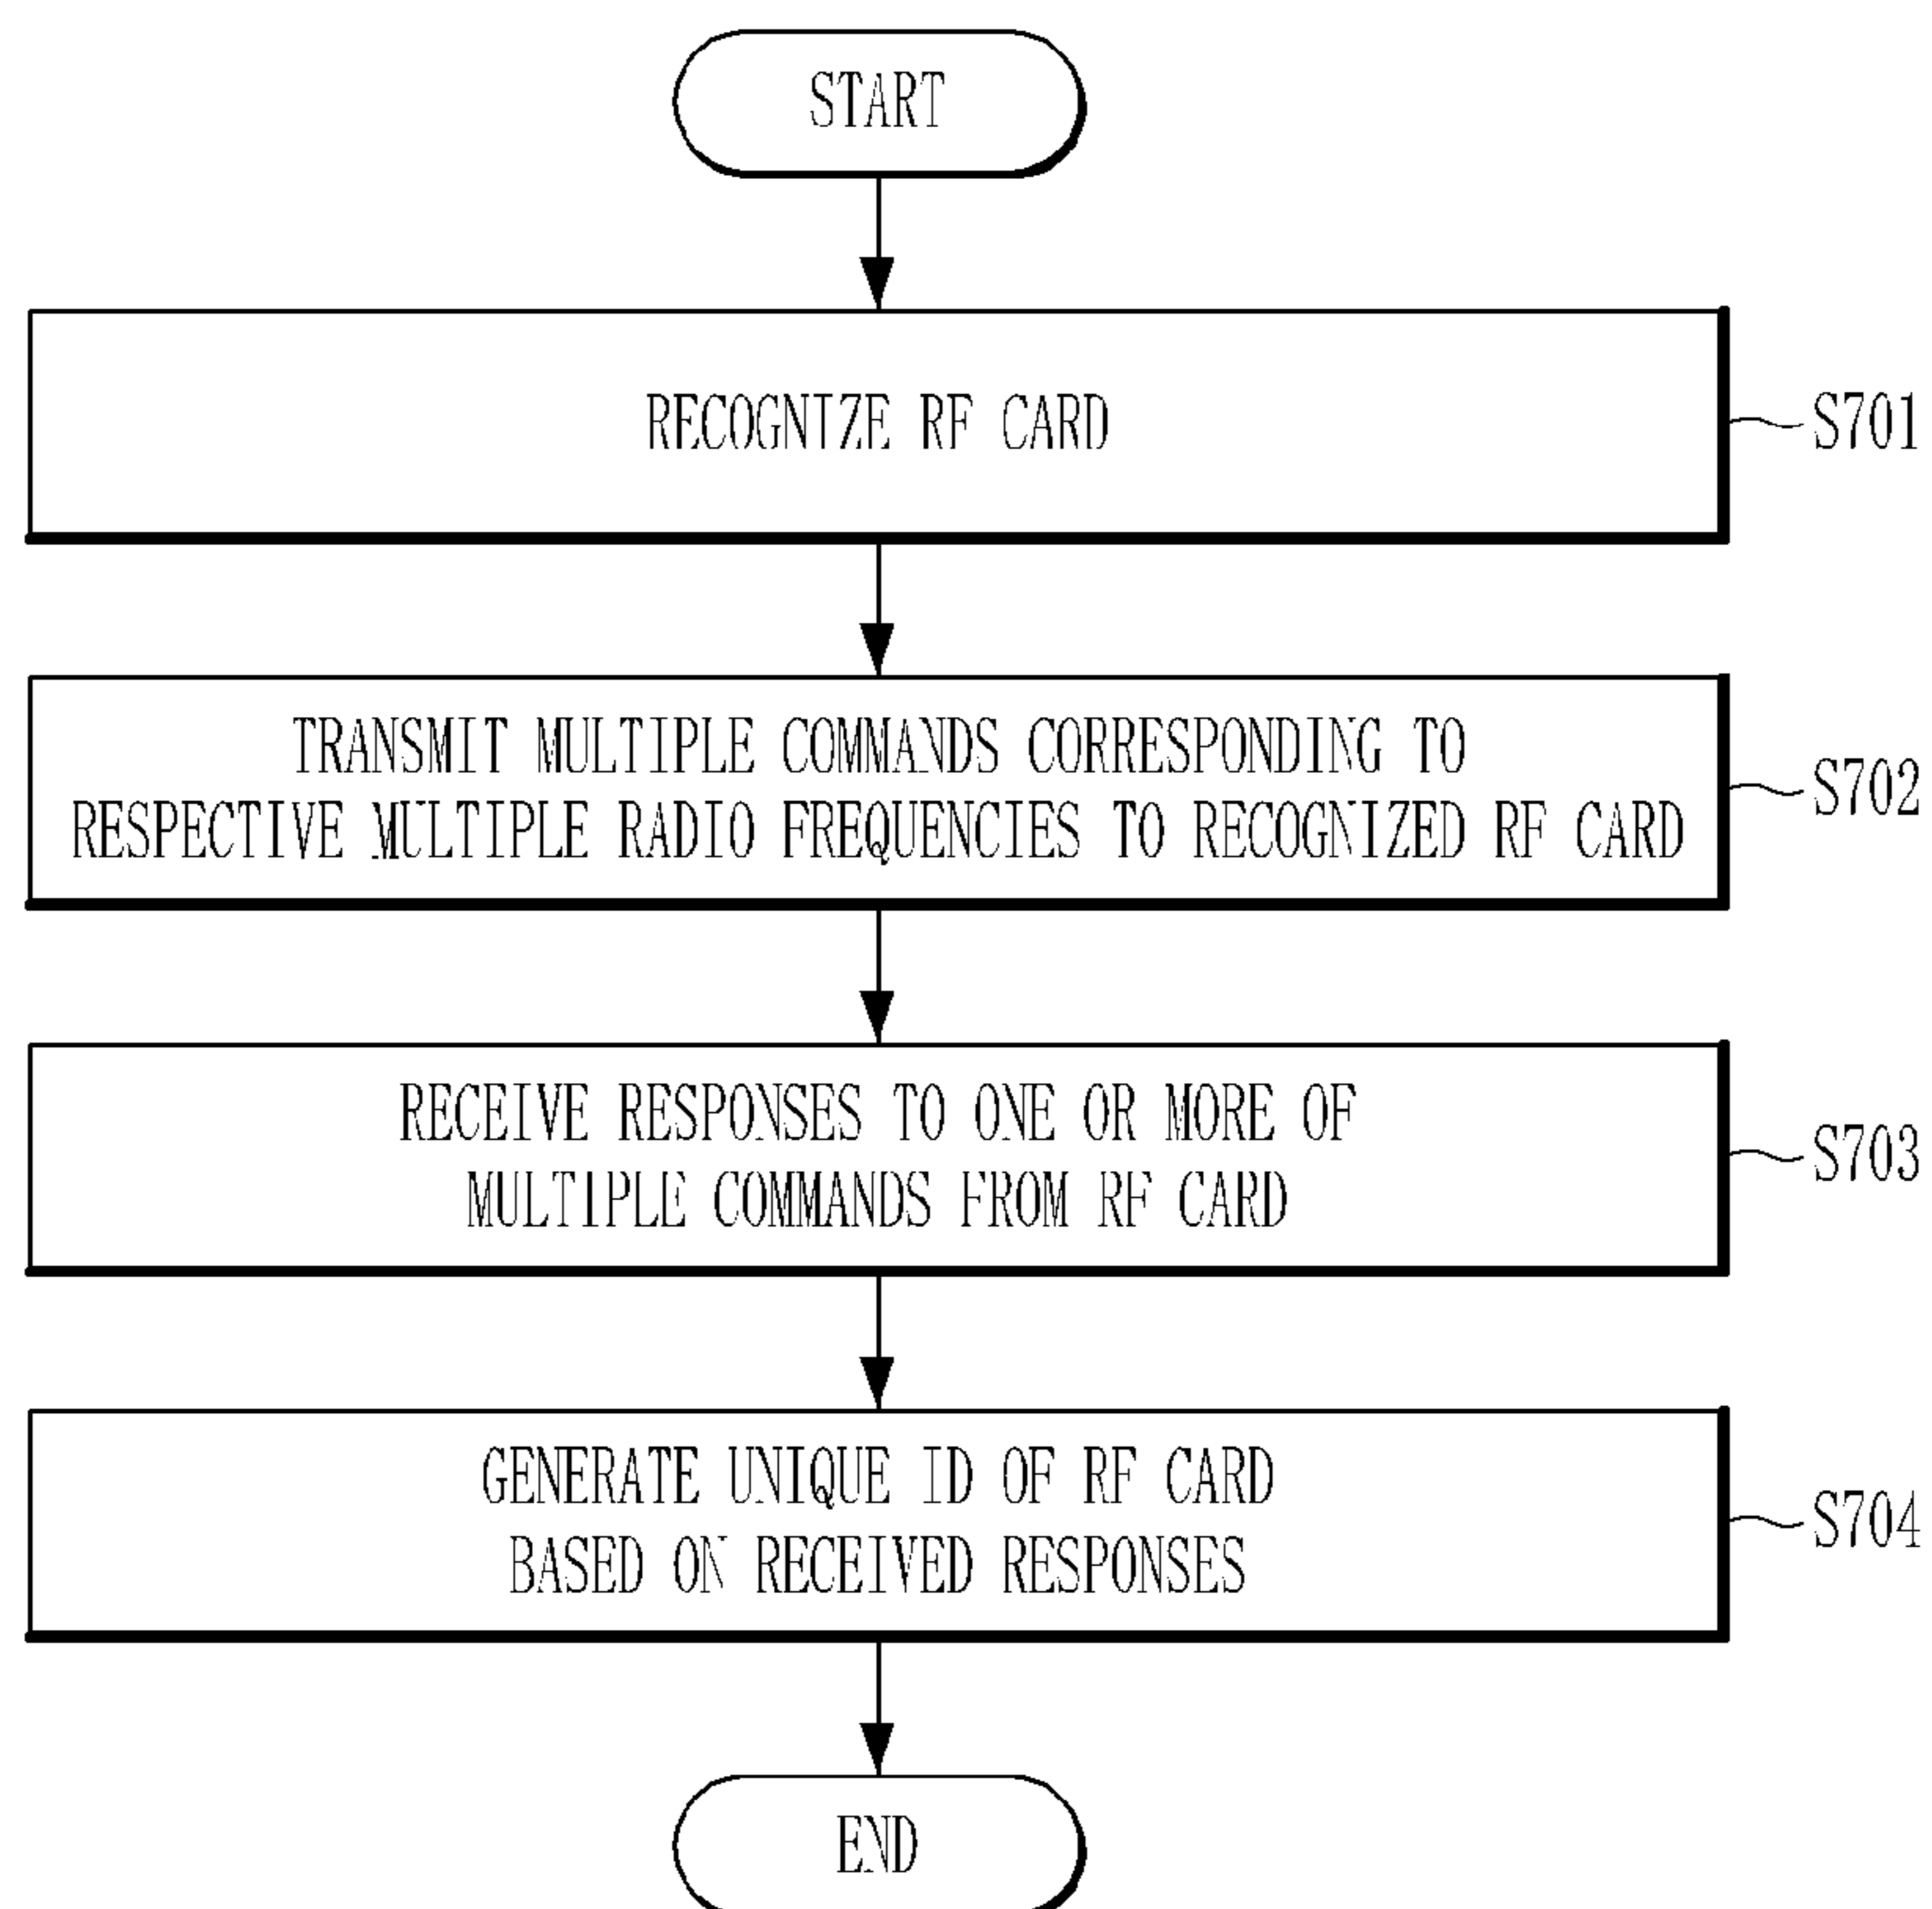 START
RECOGNIZE RF CARD
S701
TRANSMIT MULTIPLE COMMANDS CORRESPONDING TO
RESPECTIVE MULTIPLE RADIO FREQUENCIES TO RECOGNIZED RF CARD
S702
RECEIVE RESPONSES TO ONE OR MORE OF
MULTIPLE COMMANDS FROM RF CARD
S703
GENERATE UNIQUE ID OF RF CARD
BASED ON RECEIVED RESPONSES
S704
END